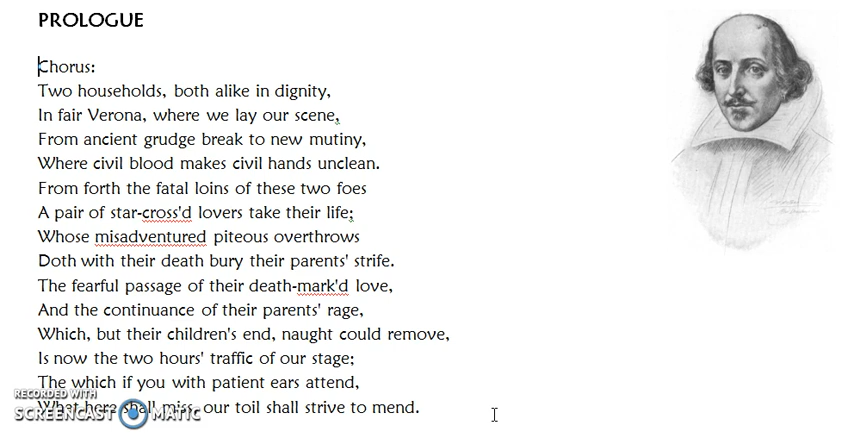 PROLOGUE
Chorus:
Two households, both alike in dignity,
In fair Verona, where we lay our scene,
From ancient grudge break to new mutiny,
Where civil blood makes civil hands unclean.
From forth the fatal loins of these two foes
A pair of star-cross'd lovers take their life;
Whose misadventured piteous overthrows
Doth with their death bury their parents' strife.
The fearful passage of their death-mark'd love,
And the continuance of their parents' rage,
Which, but their children's end, naught could remove,
Is now the two hours' traffic of our stage;
The which if you with patient ears attend,
What here shall miss, our toil shall strive to mend.
RECORDED WITH
SCREENCAST MATIC